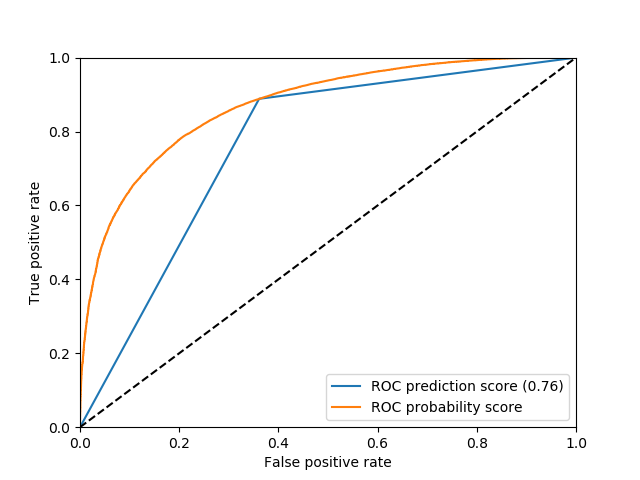 1.0
0.8
0.6
0.4
0.2
0.0
True positive rate
0.0 0.2 0.4 0.6 0.8 1.0
False positive rate
ROC prediction score (0.76)
ROC probability score